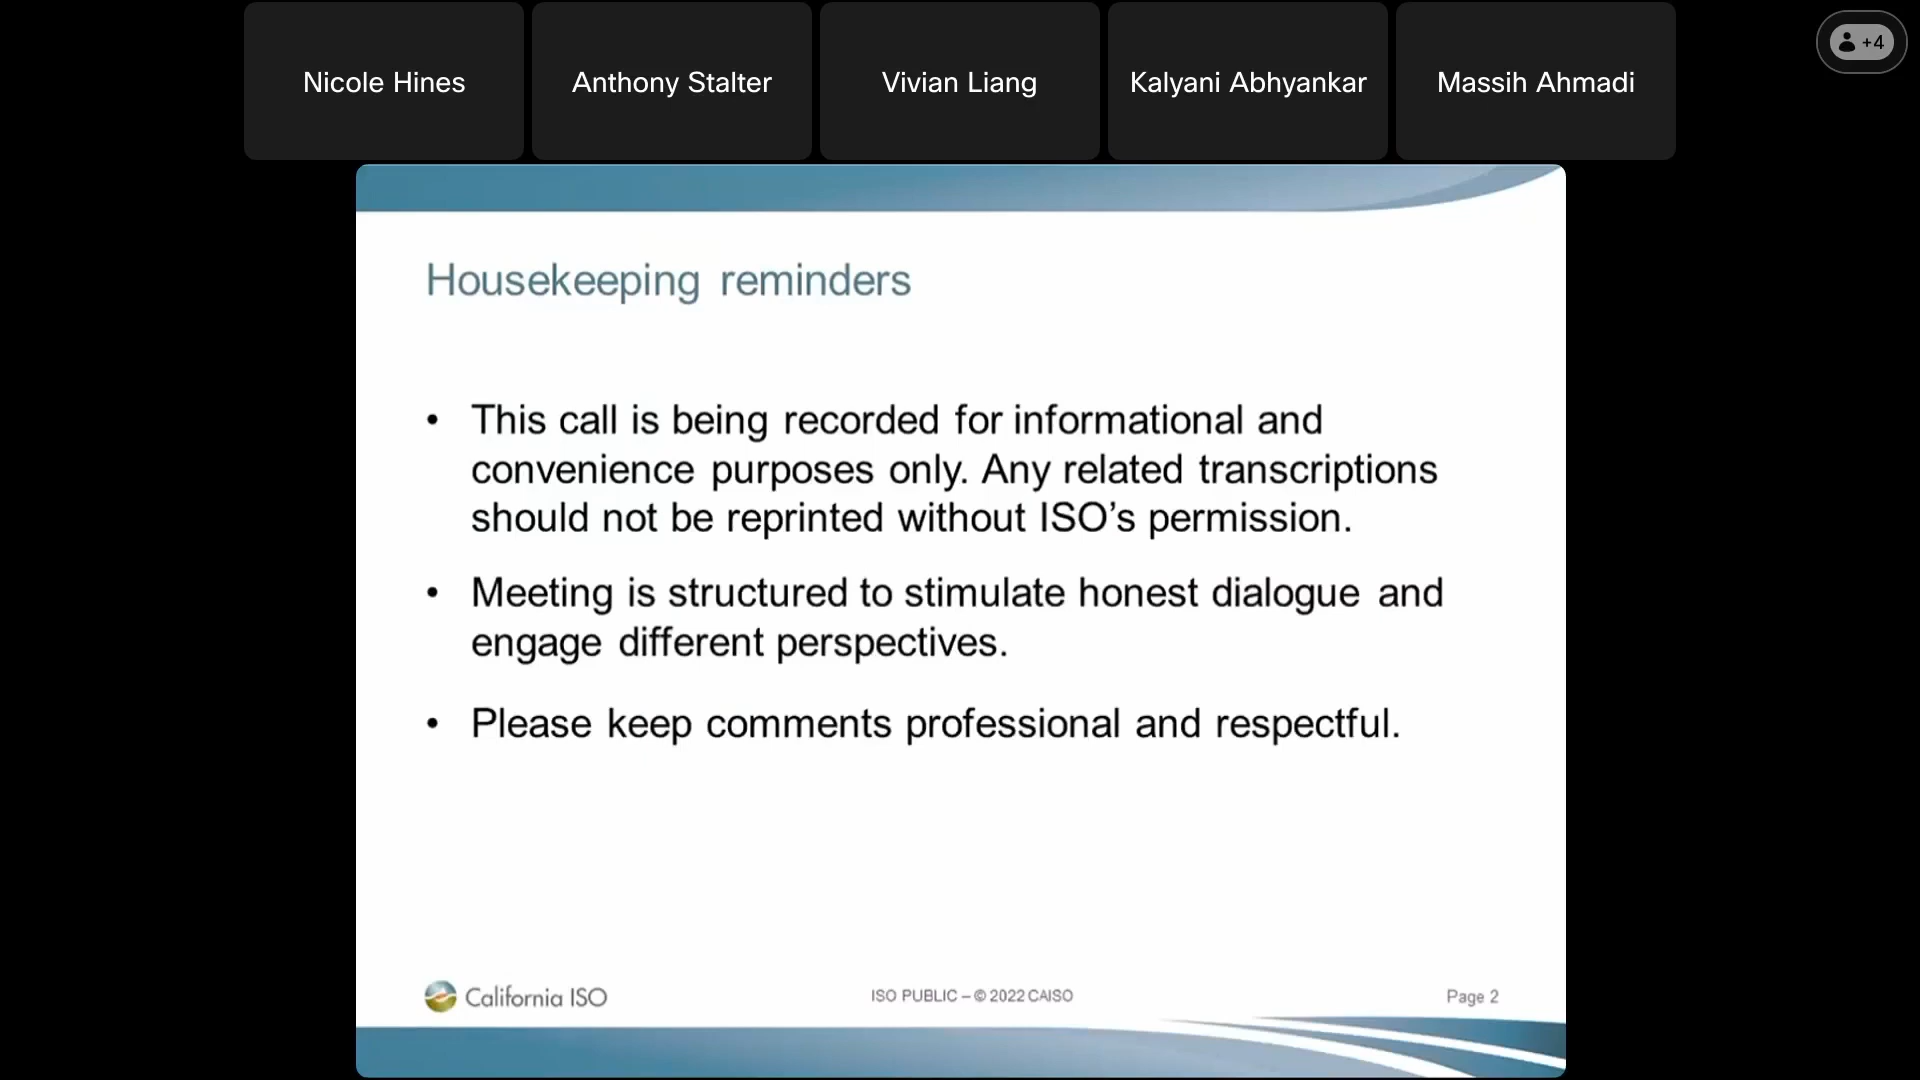 Nicole Hines
Anthony Stalter
Vivian Liang
Kalyani Abhyankar
Massih Ahmadi
+4
Housekeeping reminders
• This call is being recorded for informational and
convenience purposes only. Any related transcriptions
should not be reprinted without ISO’s permission.
• Meeting is structured to stimulate honest dialogue and
engage different perspectives.
• Please keep comments professional and respectful.
California ISO
ISO PUBLIC – © 2022 CAISO
Page 2